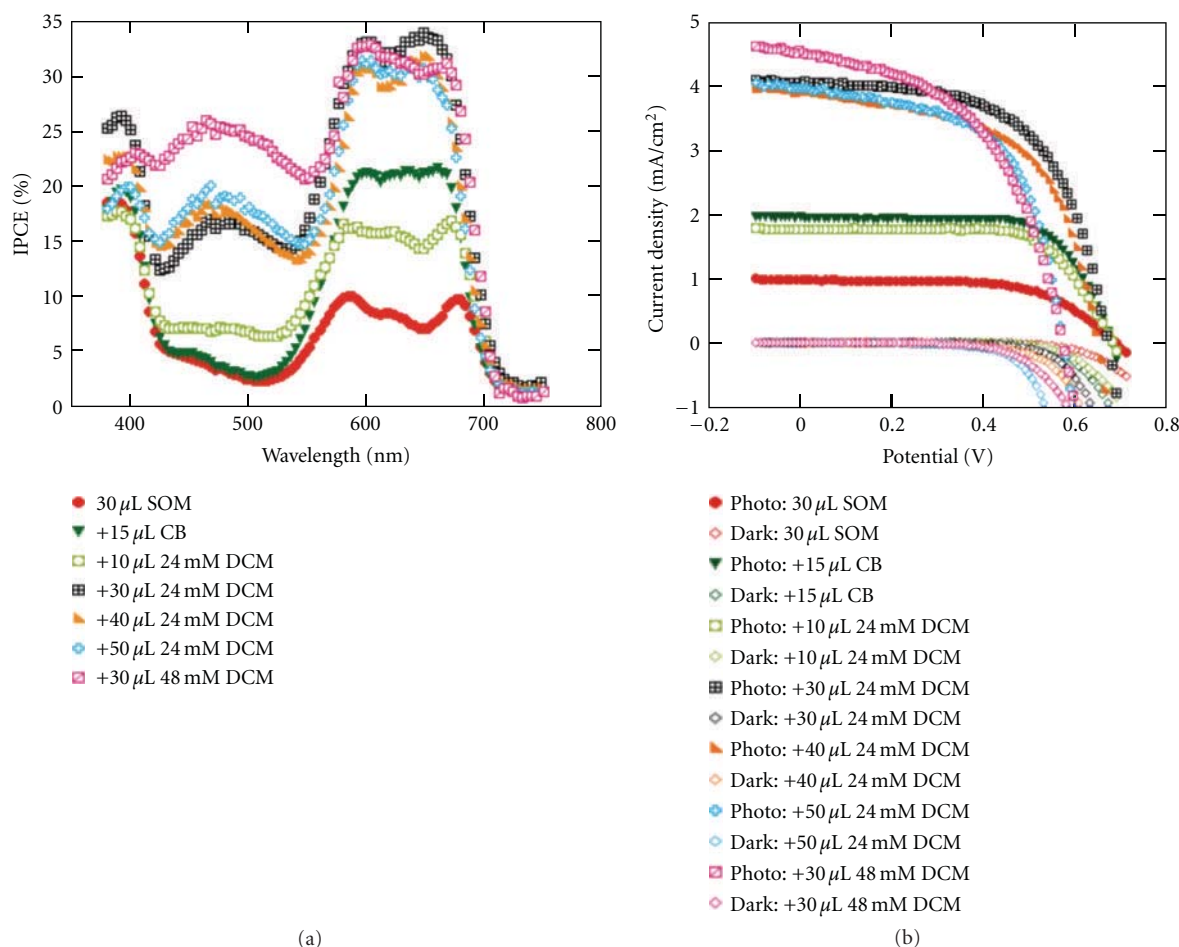 35
30
25
20
15
10
5
0
IPCE (%)
400
500
600
700
800
Wavelength (nm)
30 μL SOM
+15 μL CB
+10 μL 24 mM DCM
+30 μL 24 mM DCM
+40 μL 24 mM DCM
+50 μL 24 mM DCM
+30 μL 48 mM DCM
(a)
5
4
3
2
1
0
−1
Current density (mA/cm²)
−0.2
0
0.2
0.4
0.6
0.8
Potential (V)
Photo: 30 μL SOM
Dark: 30 μL SOM
Photo: +15 μL CB
Dark: +15 μL CB
Photo: +10 μL 24 mM DCM
Dark: +10 μL 24 mM DCM
Photo: +30 μL 24 mM DCM
Dark: +30 μL 24 mM DCM
Photo: +40 μL 24 mM DCM
Dark: +40 μL 24 mM DCM
Photo: +50 μL 24 mM DCM
Dark: +50 μL 24 mM DCM
Photo: +30 μL 48 mM DCM
Dark: +30 μL 48 mM DCM
(b)